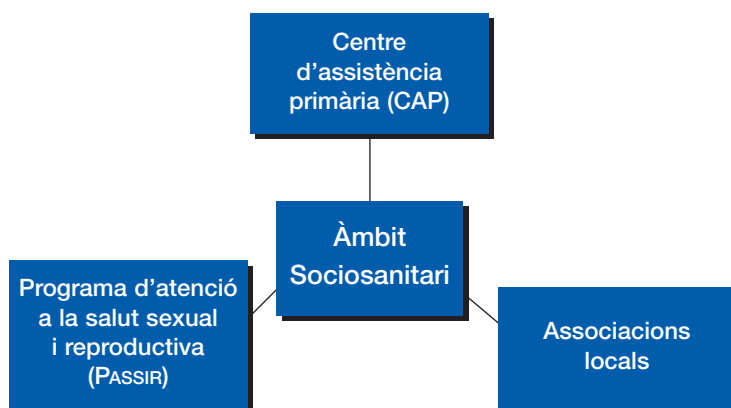 Centre
d'assistència
primària (CAP)
Àmbit
Sociosanitari
Programa d'atenció
a la salut sexual
i reproductiva
(PASSIR)
Associacions
locals